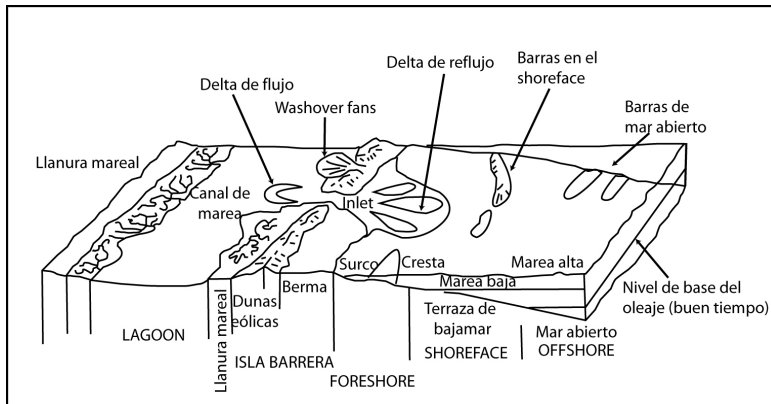 Barras en el
shoreface
Delta de reflujo
Delta de flujo
Washover fans
Barras de
mar abierto
Llanura mareal
Canal de
marea
Inlet
Surco
Cresta
Marea alta
Marea baja
Nivel de base del
oleaje (buen tiempo)
Berma
Dunas
eólicas
Llanura mareal
Terraza de
bajamar
LAGOON
Mar abierto
OFFSHORE
SHOREFACE
ISLA BARRERA
FORESHORE